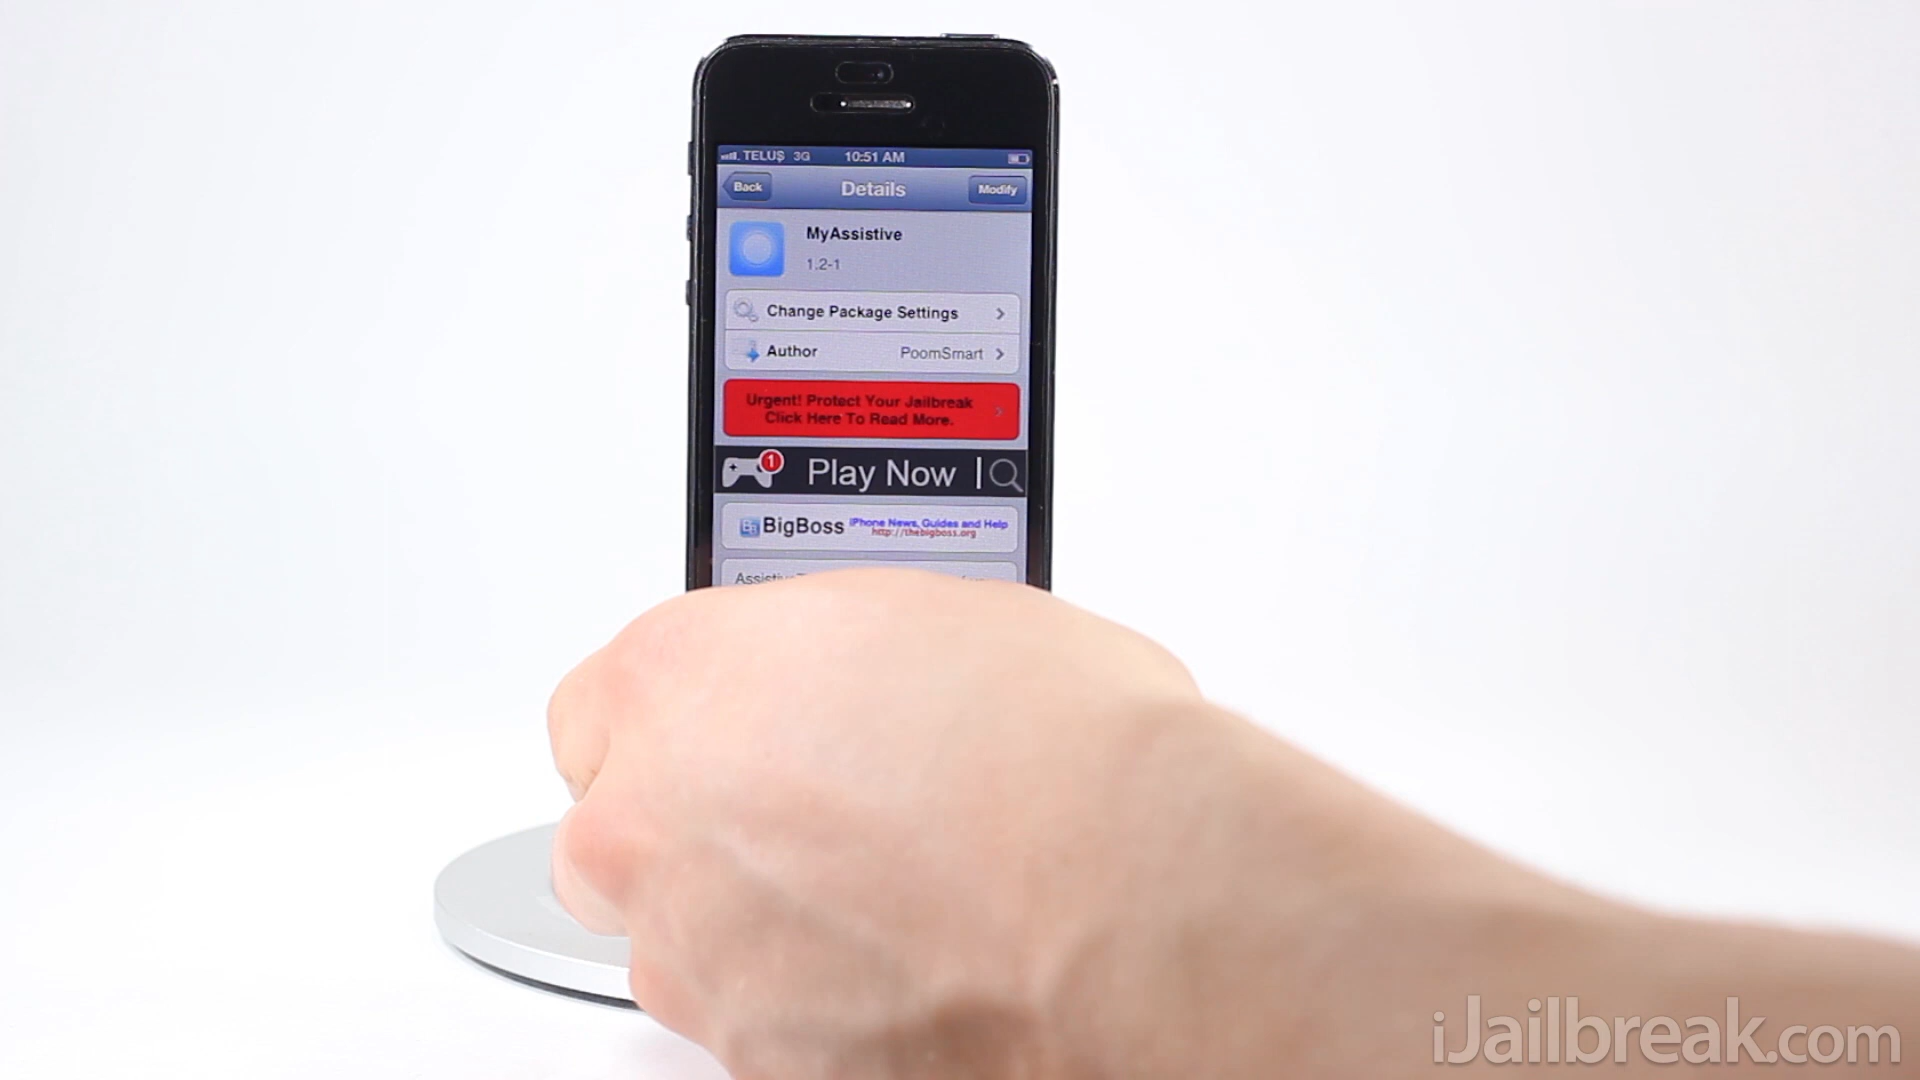 TELUS 3G 10:51 AM
Back Details Modify
MyAssistive
1.2-1
Change Package Settings
Author PoomSmart
Urgent! Protect Your Jailbreak
Click Here To Read More.
1 Play Now
BigBoss iPhone News, Guides and Help
http://thebigboss.org
iJailbreak.com